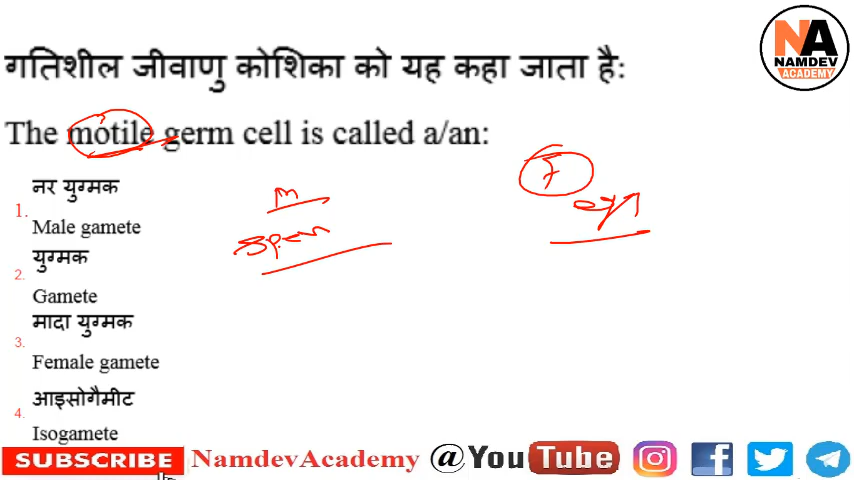 NA
NAMDEV
ACADEMY
गतिशील जीवाणु कोशिका को यह कहा जाता है:
The motile germ cell is called a/an:
नर युग्मक
1.
Male gamete
युग्मक
2.
Gamete
मादा युग्मक
3.
Female gamete
आइसोगैमीट
4.
Isogamete
m
Sperm
F
SUBSCRIBE NamdevAcademy @YouTube